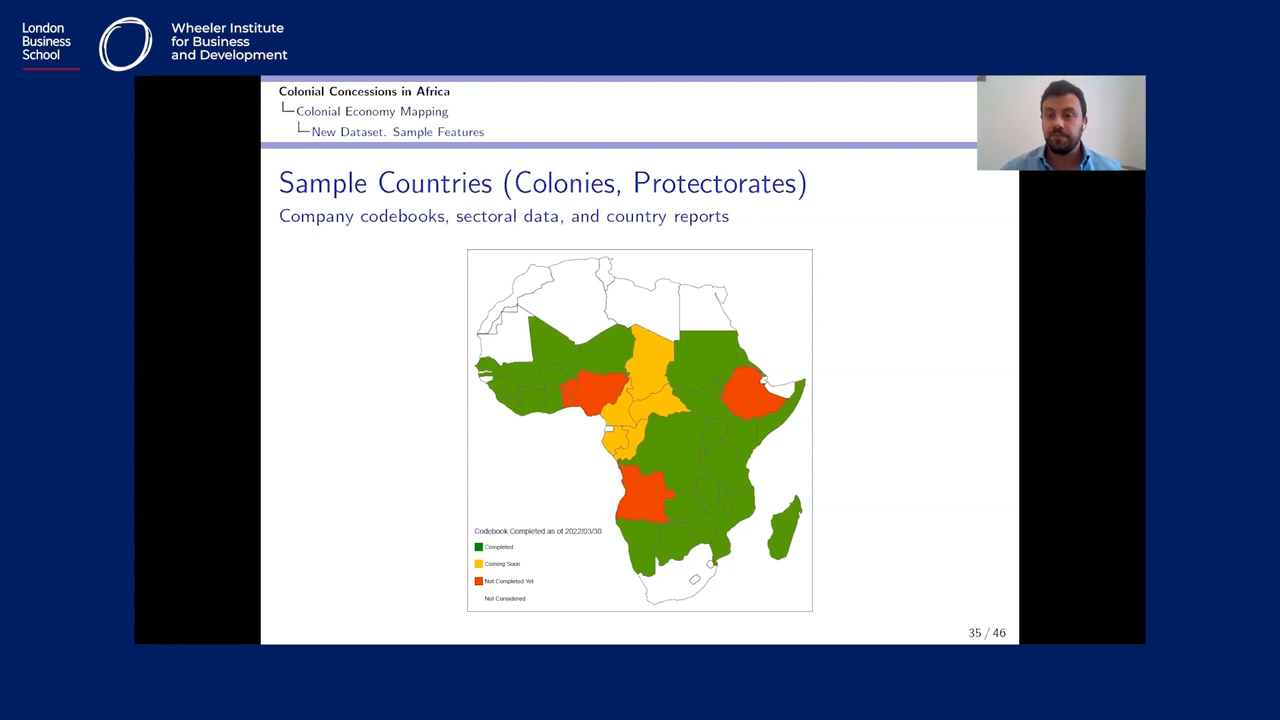 London
Business
School
Wheeler Institute
for Business
and Development
Colonial Concessions in Africa
Colonial Economy Mapping
New Dataset. Sample Features
Sample Countries (Colonies, Protectorates)
Company codebooks, sectoral data, and country reports
Codebook Completed as of 2022/03/30
Completed
Coming Soon
Not Completed Yet
Not Considered
35 / 46